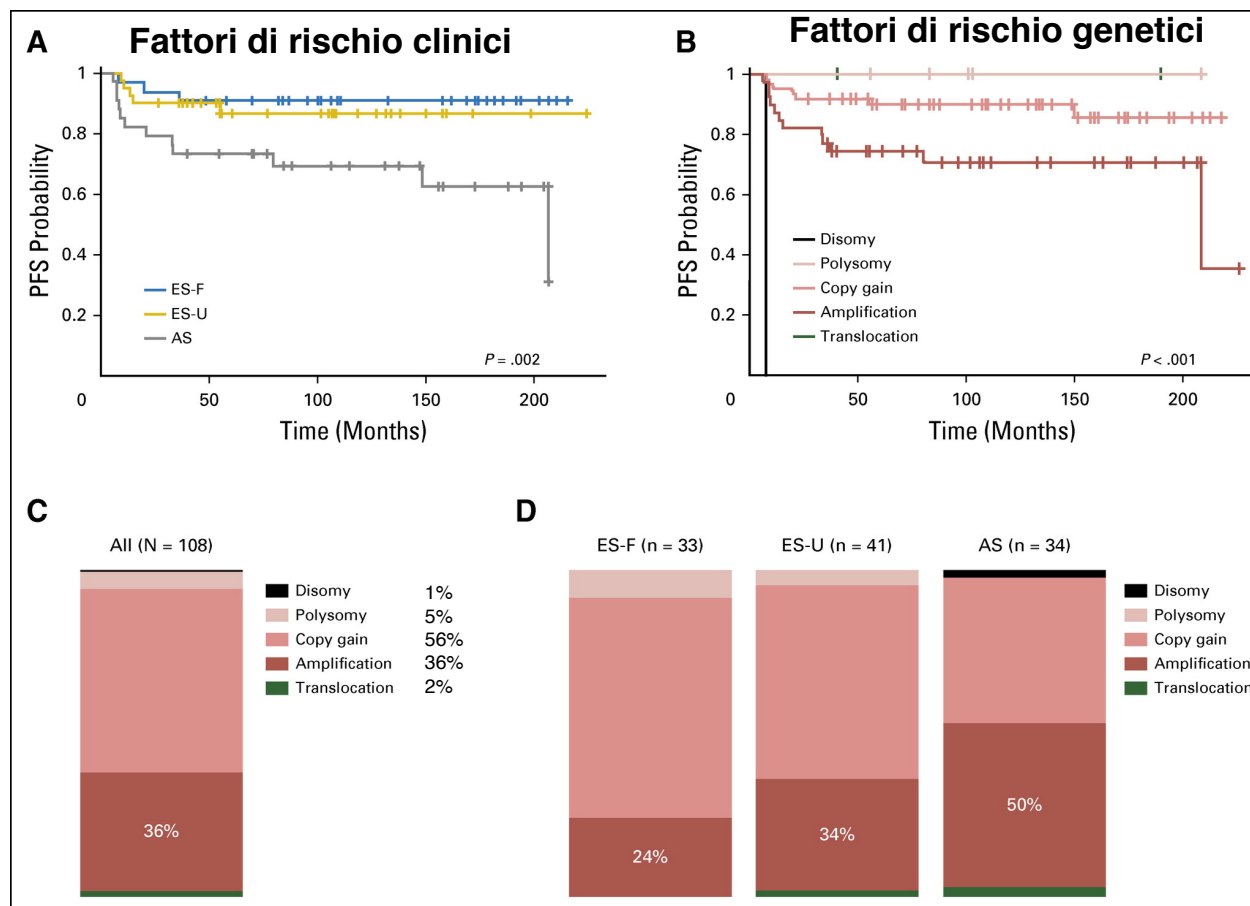 A
Fattori di rischio clinici
1
0.8
0.6
0.4
0.2
0
50
100
150
200
PFS Probability
Time (Months)
ES-F
ES-U
AS
P = .002
B
Fattori di rischio genetici
1
0.8
0.6
0.4
0.2
0
50
100
150
200
PFS Probability
Time (Months)
Disomy
Polysomy
Copy gain
Amplification
Translocation
P < .001
C
All (N = 108)
36%
Disomy 1%
Polysomy 5%
Copy gain 56%
Amplification 36%
Translocation 2%
D
ES-F (n = 33)
ES-U (n = 41)
AS (n = 34)
24%
34%
50%
Disomy
Polysomy
Copy gain
Amplification
Translocation